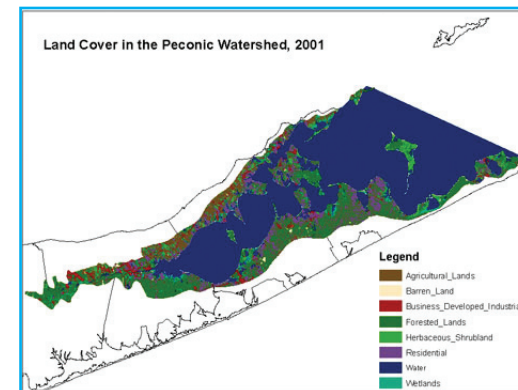 Land Cover in the Peconic Watershed, 2001
Legend
Agricultural_Lands
Barren_Land
Business_Developed_Industria
Forested_Lands
Herbaceous_Shrubland
Residential
Water
Wetlands